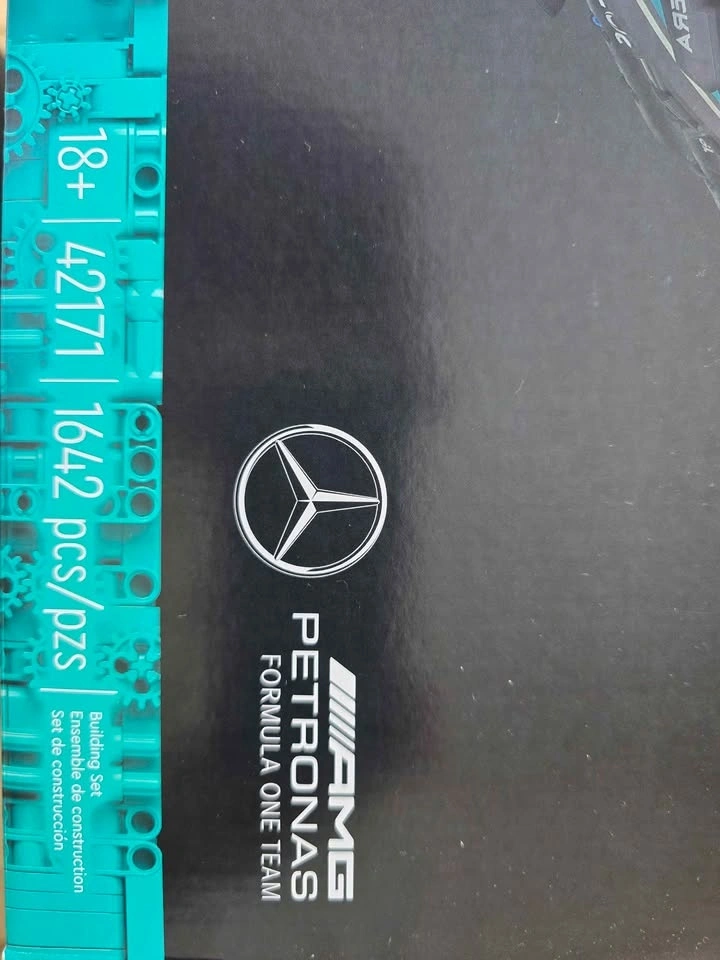 AMG
PETRONAS
FORMULA ONE TEAM
18+ | 42171 | 1642 pcs/pzs |
Building Set
Ensemble de construction
Set de construcción